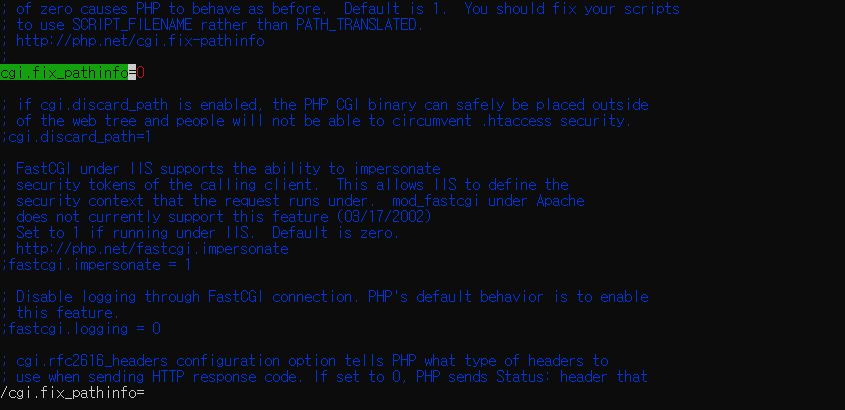 ; of zero causes PHP to behave as before.  Default is 1.  You should fix your scripts
; to use SCRIPT_FILENAME rather than PATH_TRANSLATED.
; http://php.net/cgi.fix-pathinfo
;
cgi.fix_pathinfo=0
; if cgi.discard_path is enabled, the PHP CGI binary can safely be placed outside
; of the web tree and people will not be able to circumvent .htaccess security.
;cgi.discard_path=1
; FastCGI under IIS supports the ability to impersonate
; security tokens of the calling client.  This allows IIS to define the
; security context that the request runs under.  mod_fastcgi under Apache
; does not currently support this feature (03/17/2002)
; Set to 1 if running under IIS.  Default is zero.
; http://php.net/fastcgi.impersonate
;fastcgi.impersonate = 1
; Disable logging through FastCGI connection. PHP's default behavior is to enable
; this feature.
;fastcgi.logging = 0
; cgi.rfc2616_headers configuration option tells PHP what type of headers to
; use when sending HTTP response code. If set to 0, PHP sends Status: header that
/cgi.fix_pathinfo=